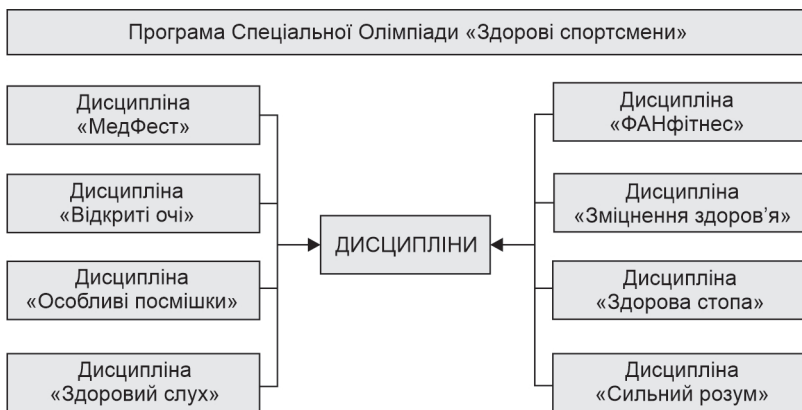 Програма Спеціальної Олімпіади «Здорові спортсмени»
Дисципліна
«МедФест»
Дисципліна
«Відкриті очі»
Дисципліна
«Особливі посмішки»
Дисципліна
«Здоровий слух»
ДИСЦИПЛІНИ
Дисципліна
«ФАНфітнес»
Дисципліна
«Зміцнення здоров’я»
Дисципліна
«Здорова стопа»
Дисципліна
«Сильний розум»